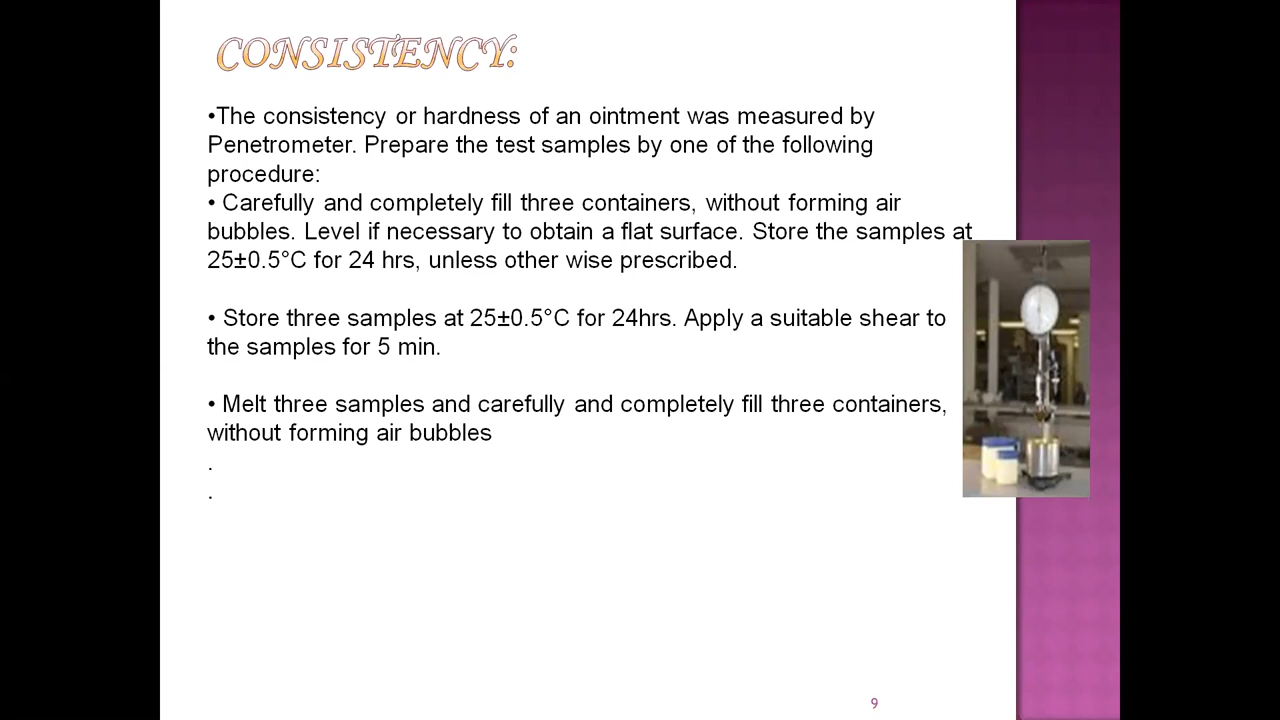 CONSISTENCY:
•The consistency or hardness of an ointment was measured by
Penetrometer. Prepare the test samples by one of the following
procedure:
• Carefully and completely fill three containers, without forming air
bubbles. Level if necessary to obtain a flat surface. Store the samples at
25±0.5°C for 24 hrs, unless other wise prescribed.
• Store three samples at 25±0.5°C for 24hrs. Apply a suitable shear to
the samples for 5 min.
• Melt three samples and carefully and completely fill three containers,
without forming air bubbles
.
.
9